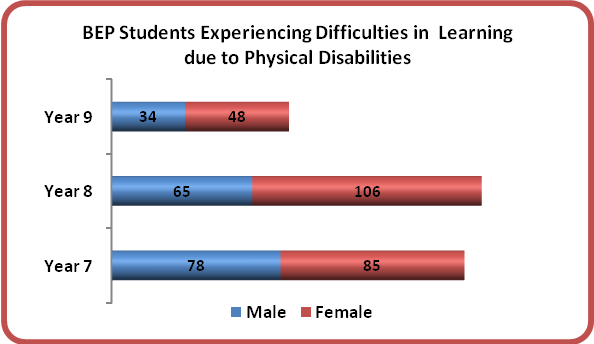 BEP Students Experiencing Difficulties in Learning
due to Physical Disabilities
Year 9 34 48
Year 8 65 106
Year 7 78 85
Male Female